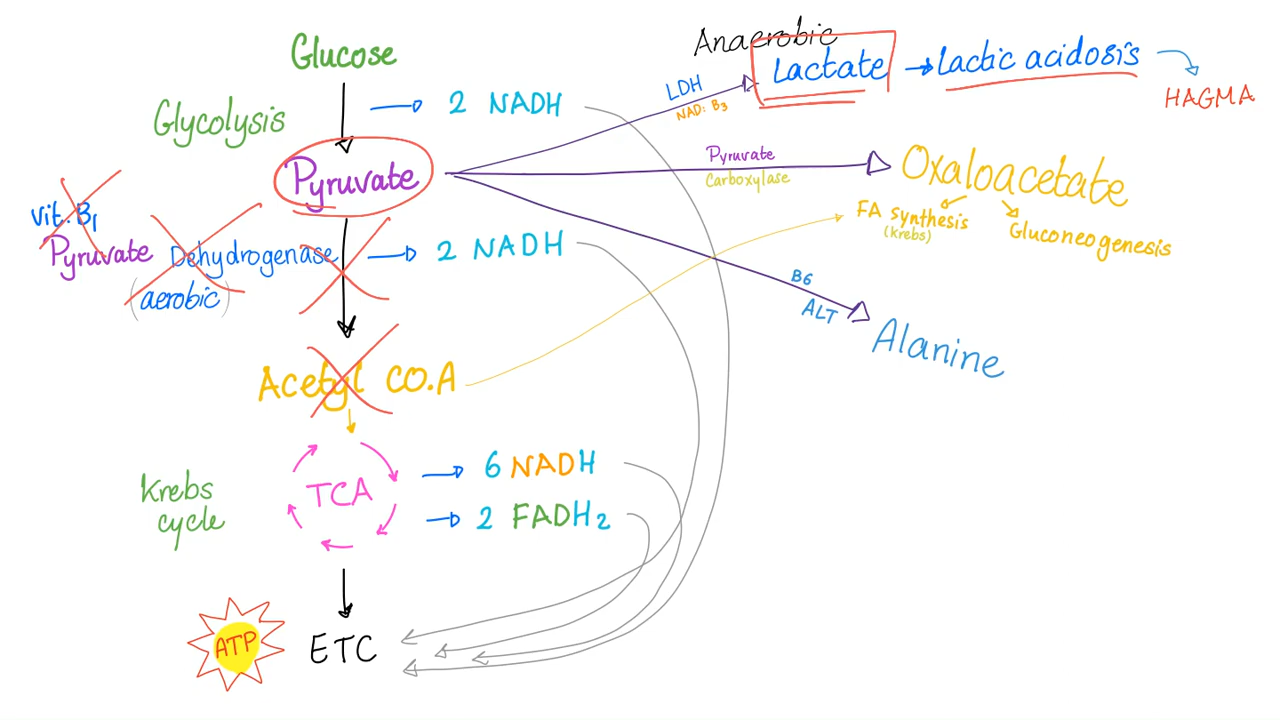 Glucose
Glycolysis
2 NADH
Pyruvate
vit. B1
Pyruvate Dehydrogenase
(aerobic)
2 NADH
Acetyl CO.A
Krebs
cycle
TCA
6 NADH
2 FADH2
ATP
ETC
Anaerobic
LDH
NAD: B3
Lactate → Lactic acidosis
HAGMA
Pyruvate
Carboxylase
Oxaloacetate
FA synthesis
(krebs)
Gluconeogenesis
B6
ALT
Alanine